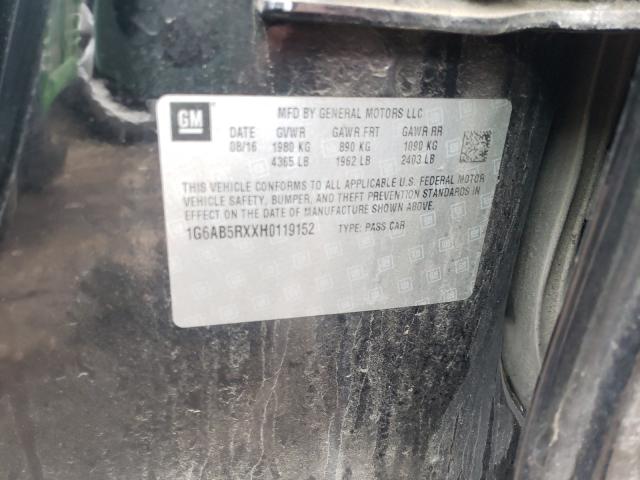 GM
MFD BY GENERAL MOTORS LLC
DATE GVWR GAWR FRT GAWR RR
08/16 1980 KG 890 KG 1090 KG
4365 LB 1962 LB 2403 LB
THIS VEHICLE CONFORMS TO ALL APPLICABLE U.S. FEDERAL MOTOR
VEHICLE SAFETY, BUMPER, AND THEFT PREVENTION STANDARDS IN
EFFECT ON THE DATE OF MANUFACTURE SHOWN ABOVE.
1G6AB5RXXH0119152 TYPE: PASS CAR